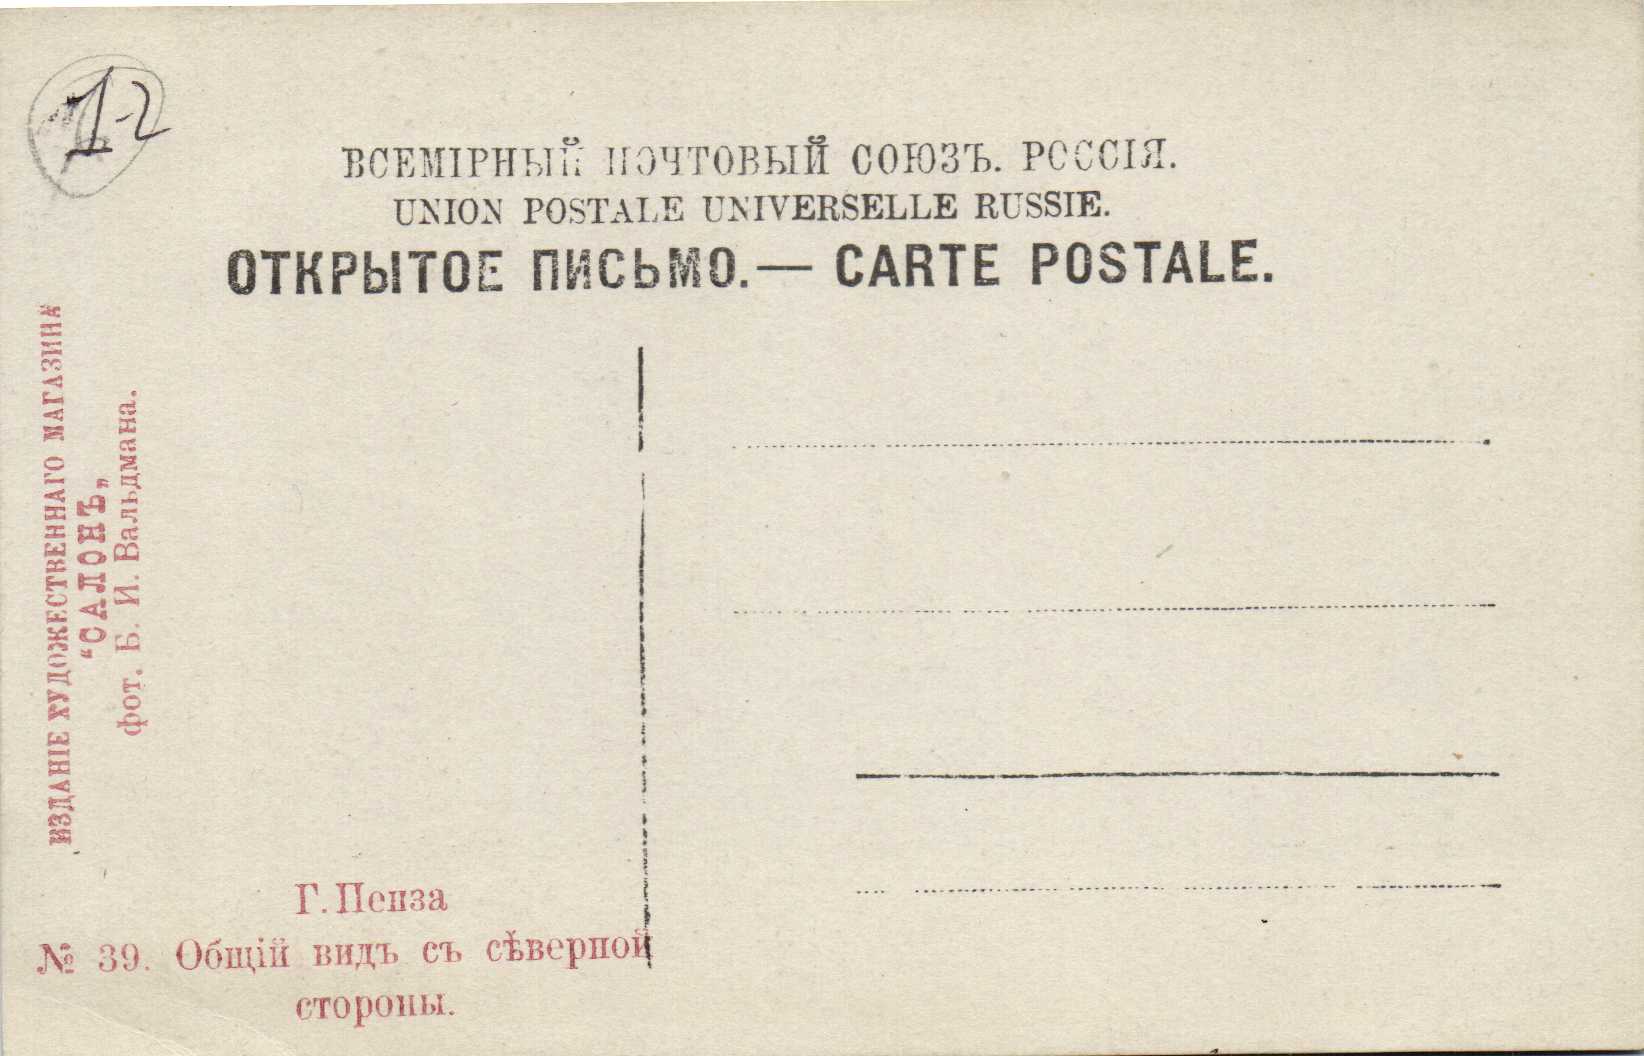 1-2
ВСЕМІРНЫЙ ПОЧТОВЫЙ СОЮЗЪ. РОССІЯ.
UNION POSTALE UNIVERSELLE RUSSIE.
ОТКРЫТОЕ ПИСЬМО.— CARTE POSTALE.
ИЗДАНІЕ ХУДОЖЕСТВЕННАГО МАГАЗИНА
“САЛОНЪ„
фот. Б. И. Вальдмана.
Г. Пенза
№ 39. Общій видъ съ сѣверной
стороны.